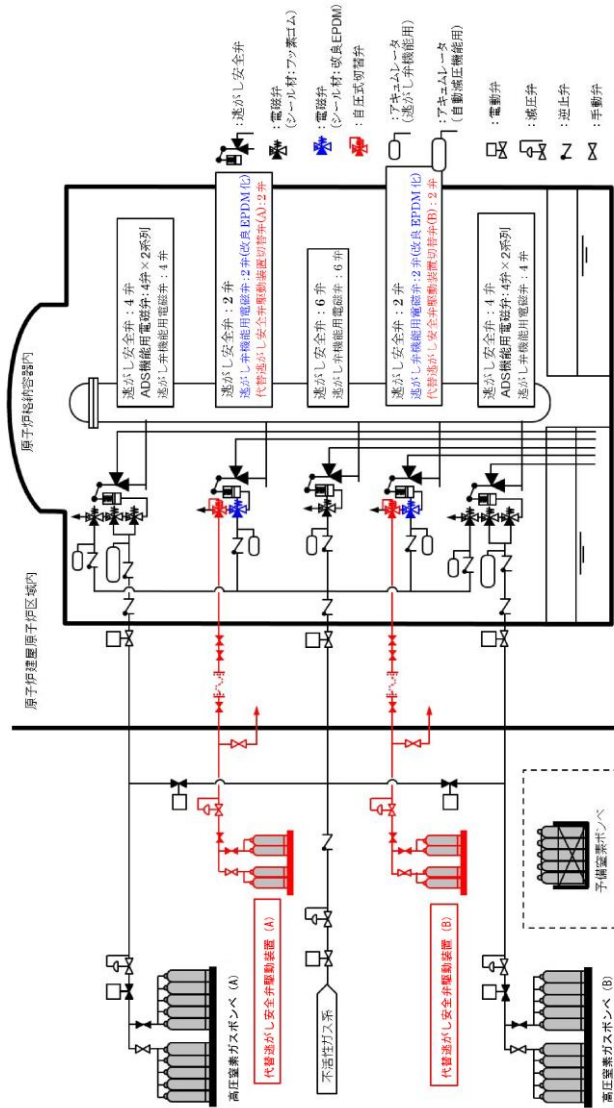 原子炉建屋原子炉区域内
原子炉格納容器内
逃がし安全弁：4 弁
ADS機能用電磁弁：4弁×2系列
逃がし弁機能用電磁弁：4 弁
逃がし安全弁：2 弁
逃がし弁機能用電磁弁：2 弁(改良 EPDM 化)
代替逃がし安全弁駆動装置切替弁(A)：2 弁
逃がし安全弁：6 弁
逃がし弁機能用電磁弁：6 弁
逃がし安全弁：2 弁
逃がし弁機能用電磁弁：2 弁(改良 EPDM 化)
代替逃がし安全弁駆動装置切替弁(B)：2 弁
逃がし安全弁：4 弁
ADS機能用電磁弁：4弁×2系列
逃がし弁機能用電磁弁：4 弁
：逃がし安全弁
：電磁弁
(シール材：フッ素ゴム)
：電磁弁
(シール材：改良EPDM)
：自圧式切替弁
：アキュムレータ
(逃がし弁機能用)
：アキュムレータ
(自動減圧機能用)
：電動弁
：減圧弁
：逆止弁
：手動弁
高圧窒素ガスボンベ (A)
代替逃がし安全弁駆動装置 (A)
不活性ガス系
代替逃がし安全弁駆動装置 (B)
高圧窒素ガスボンベ (B)
予備窒素ボンベ